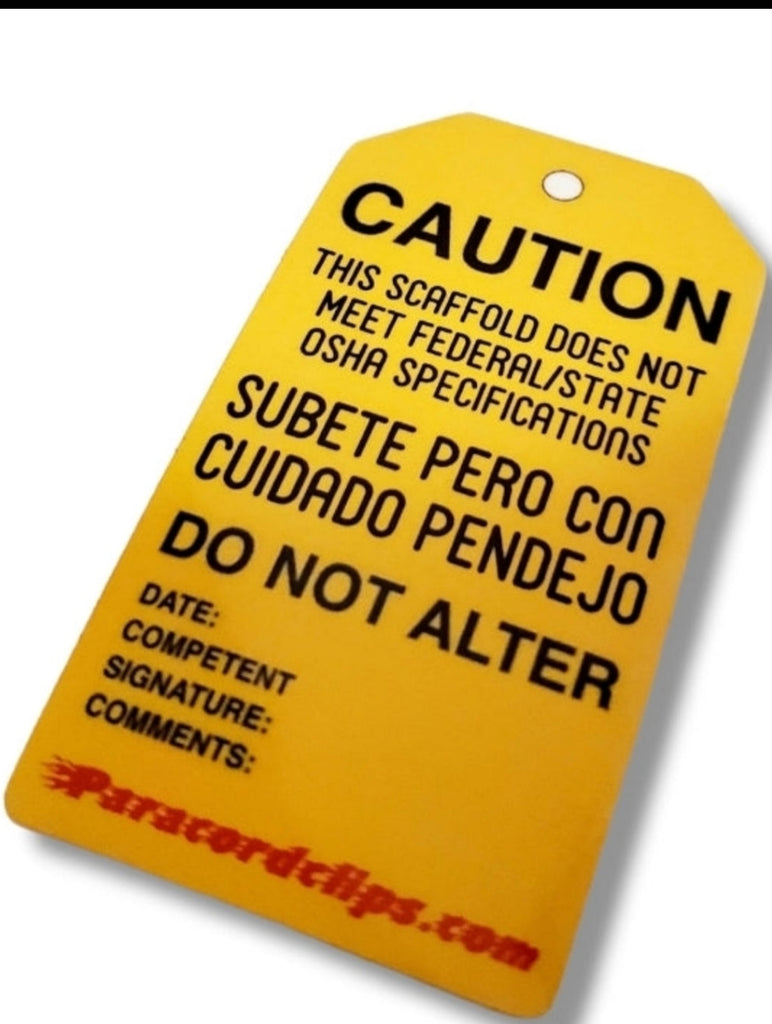 CAUTION
THIS SCAFFOLD DOES NOT
MEET FEDERAL/STATE
OSHA SPECIFICATIONS
SUBETE PERO CON
CUIDADO PENDEJO
DO NOT ALTER
DATE:
COMPETENT
SIGNATURE:
COMMENTS:
Paracordclips.com